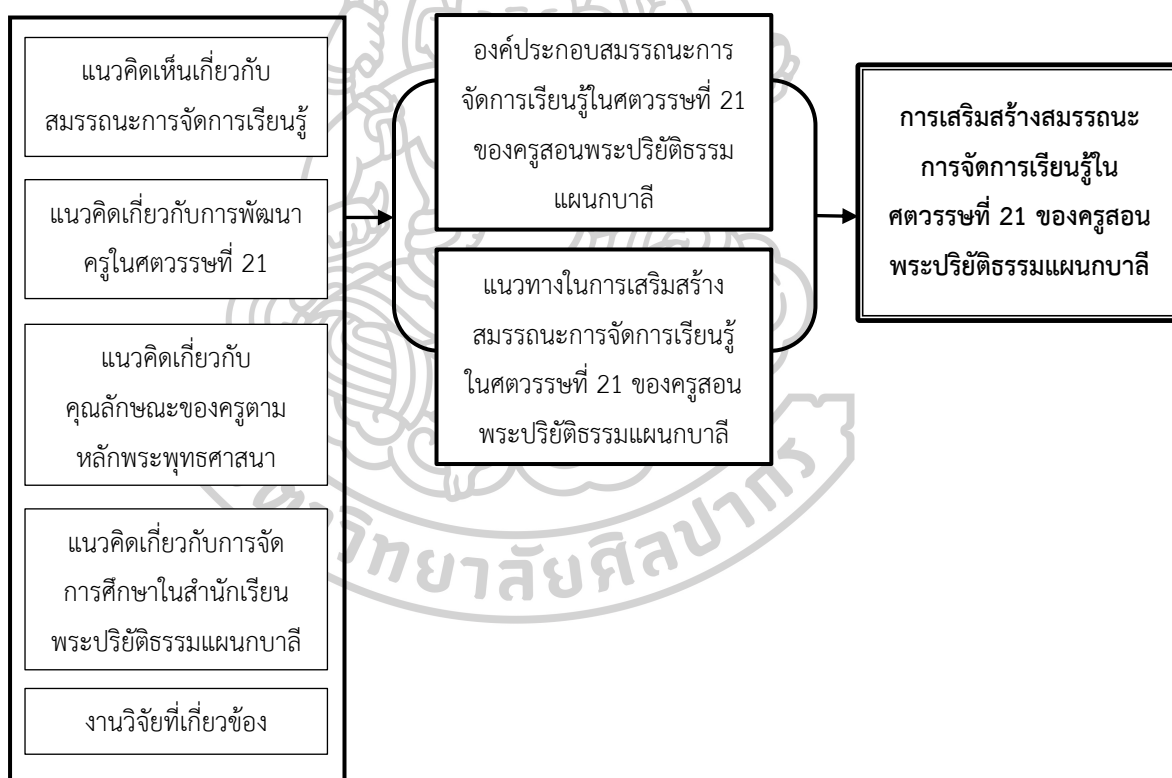 แนวคิดเห็นเกี่ยวกับ
สมรรถนะการจัดการเรียนรู้
แนวคิดเกี่ยวกับการพัฒนา
ครูในศตวรรษที่ 21
แนวคิดเกี่ยวกับ
คุณลักษณะของครูตาม
หลักพระพุทธศาสนา
แนวคิดเกี่ยวกับการจัด
การศึกษาในสำนักเรียน
พระปริยัติธรรมแผนกบาลี
งานวิจัยที่เกี่ยวข้อง
องค์ประกอบสมรรถนะการ
จัดการเรียนรู้ในศตวรรษที่ 21
ของครูสอนพระปริยัติธรรม
แผนกบาลี
แนวทางในการเสริมสร้าง
สมรรถนะการจัดการเรียนรู้
ในศตวรรษที่ 21 ของครูสอน
พระปริยัติธรรมแผนกบาลี
การเสริมสร้างสมรรถนะ
การจัดการเรียนรู้ใน
ศตวรรษที่ 21 ของครูสอน
พระปริยัติธรรมแผนกบาลี
วิทยาลัยศิลปากร